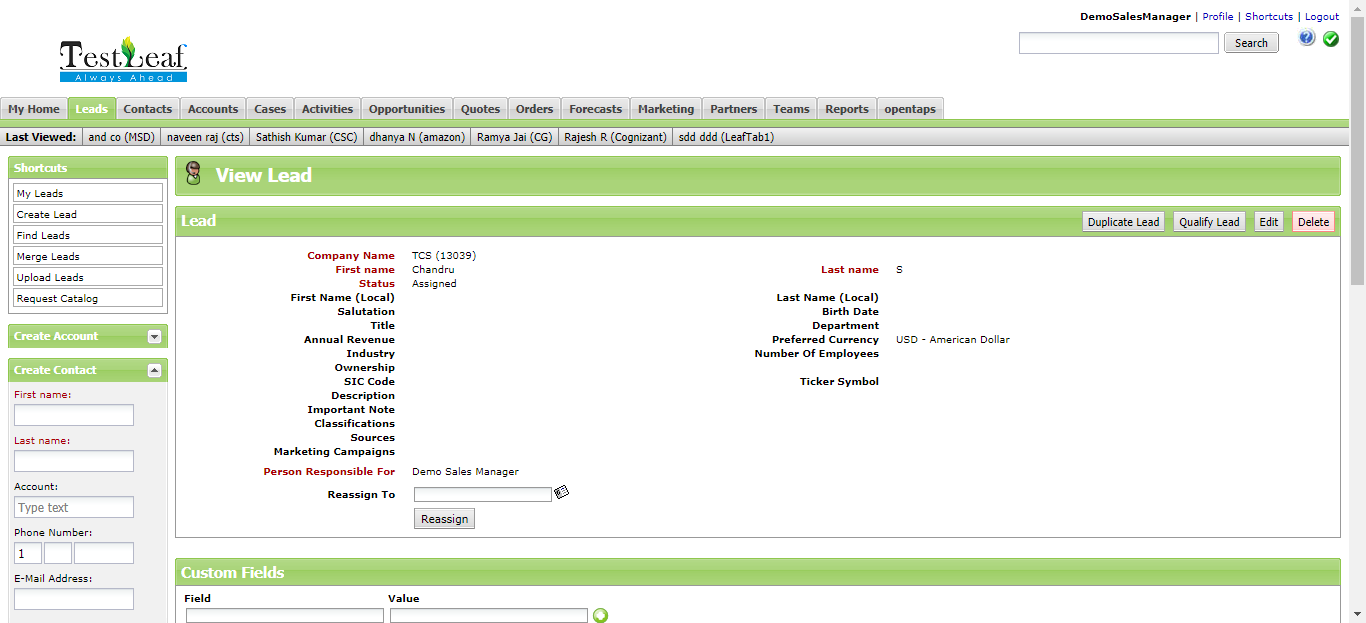 DemoSalesManager | Profile | Shortcuts | Logout
Search
TestLeaf
Always Ahead
My Home Leads Contacts Accounts Cases Activities Opportunities Quotes Orders Forecasts Marketing Partners Teams Reports opentaps
Last Viewed: and co (MSD) naveen raj (cts) Sathish Kumar (CSC) dhanya N (amazon) Ramya Jai (CG) Rajesh R (Cognizant) sdd ddd (LeafTab1)
Shortcuts
My Leads
Create Lead
Find Leads
Merge Leads
Upload Leads
Request Catalog
Create Account
Create Contact
First name:
Last name:
Account:
Type text
Phone Number:
1
E-Mail Address:
View Lead
Lead Duplicate Lead Qualify Lead Edit Delete
Company Name TCS (13039)
First name Chandru Last name S
Status Assigned
First Name (Local) Last Name (Local)
Salutation Birth Date
Title Department
Annual Revenue Preferred Currency USD - American Dollar
Industry Number Of Employees
Ownership
SIC Code Ticker Symbol
Description
Important Note
Classifications
Sources
Marketing Campaigns
Person Responsible For Demo Sales Manager
Reassign To
Reassign
Custom Fields
Field Value